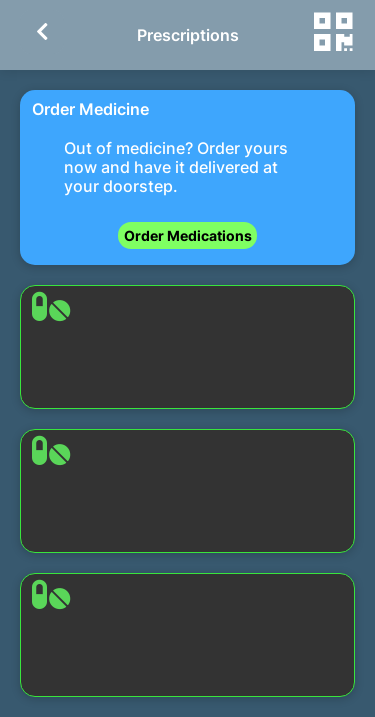 Prescriptions
Order Medicine
Out of medicine? Order yours
now and have it delivered at
your doorstep.
Order Medications